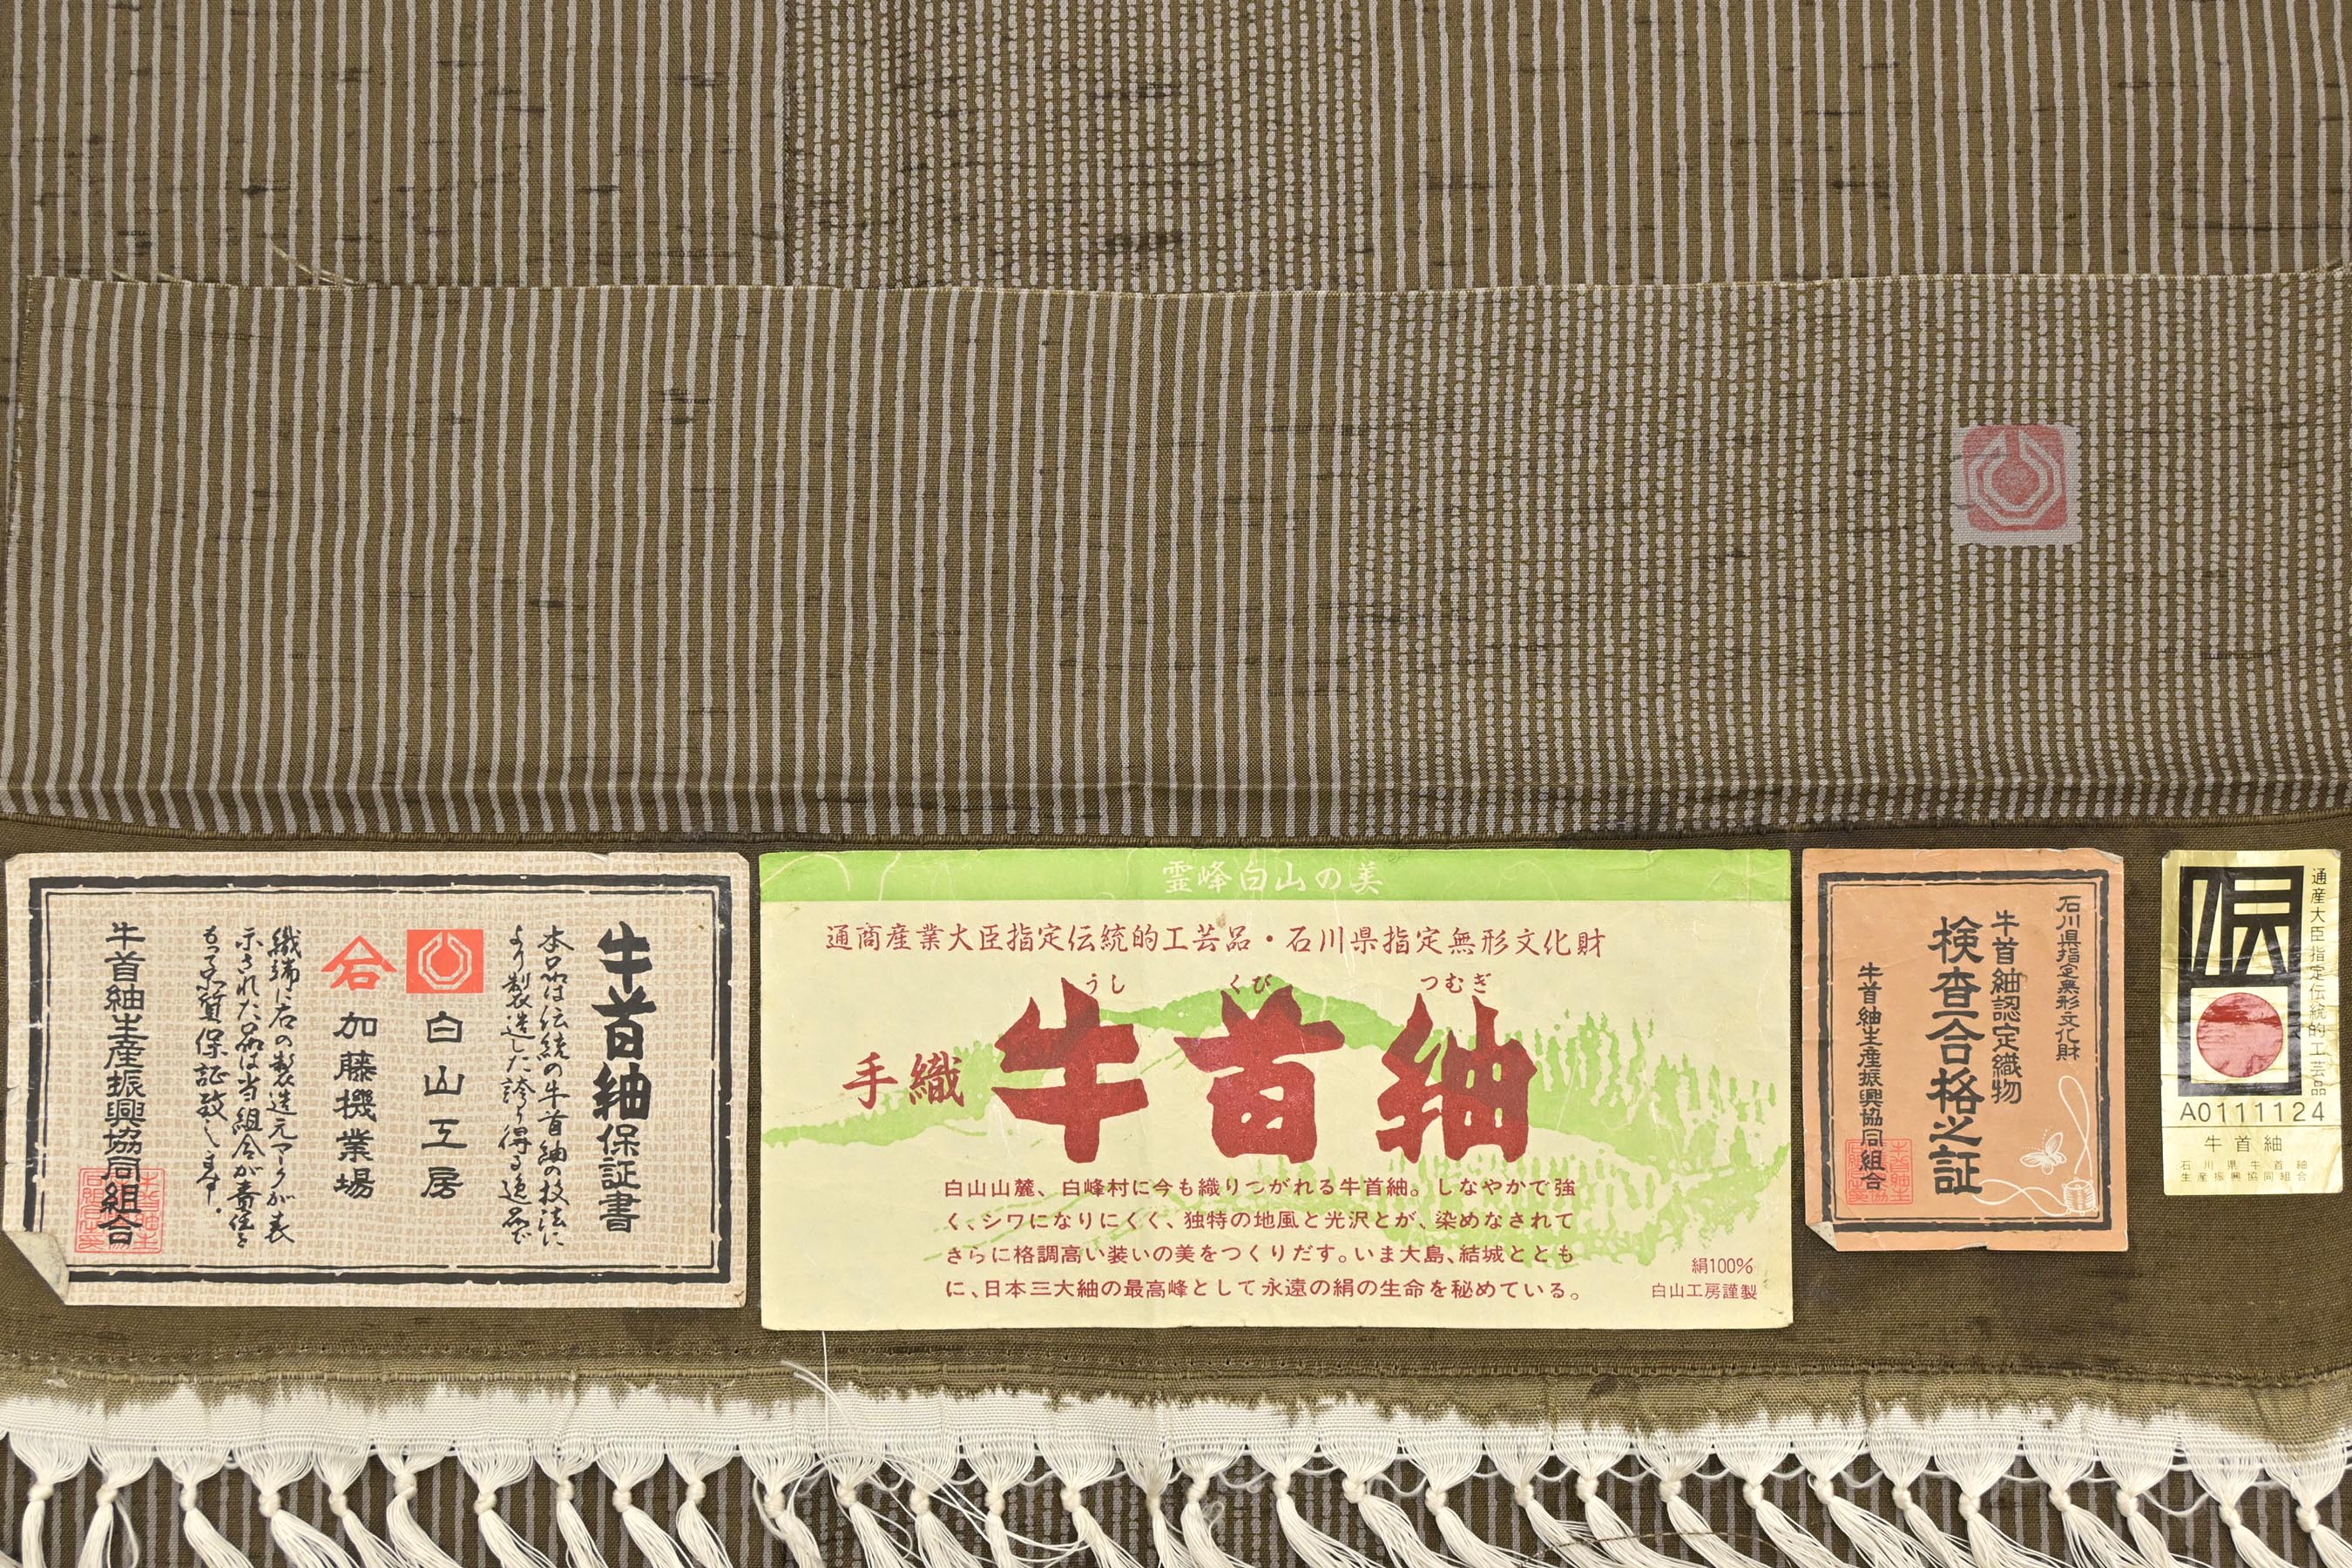 牛首紬保証書
本品は伝統の牛首紬の技法に
より製造した誇り得る逸品で
白山工房
加藤機業場
織端に右の製造元マークが表
示された品は当組合が責任を
もって品質保証致します。
牛首紬生産振興協同組合
霊峰白山の美
通商産業大臣指定伝統的工芸品・石川県指定無形文化財
うし くび つむぎ
手織 牛首紬
白山山麓、白峰村に今も織りつがれる牛首紬。しなやかで強
く、シワになりにくく、独特の地風と光沢とが、染めなされて
さらに格調高い装いの美をつくりだす。いま大島、結城ととも
に、日本三大紬の最高峰として永遠の絹の生命を秘めている。
絹100%
白山工房謹製
石川県指定無形文化財
牛首紬認定織物
検査合格之証
牛首紬生産振興協同組合
通産大臣指定伝統的工芸品
伝
A0111124
牛首紬
石川県牛首紬
生産振興協同組合